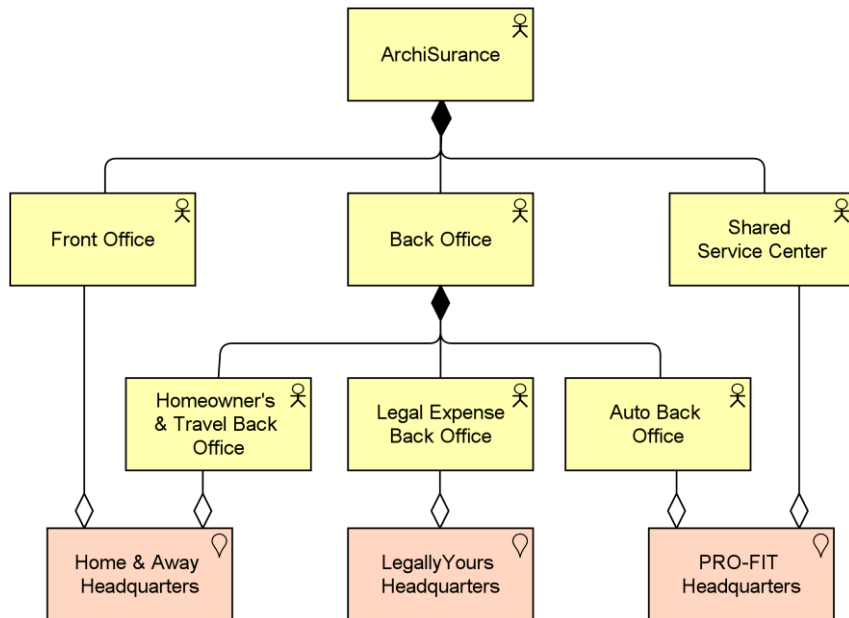 ArchiSurance
Front Office
Back Office
Shared
Service Center
Homeowner's
& Travel Back
Office
Legal Expense
Back Office
Auto Back
Office
Home & Away
Headquarters
LegallyYours
Headquarters
PRO-FIT
Headquarters